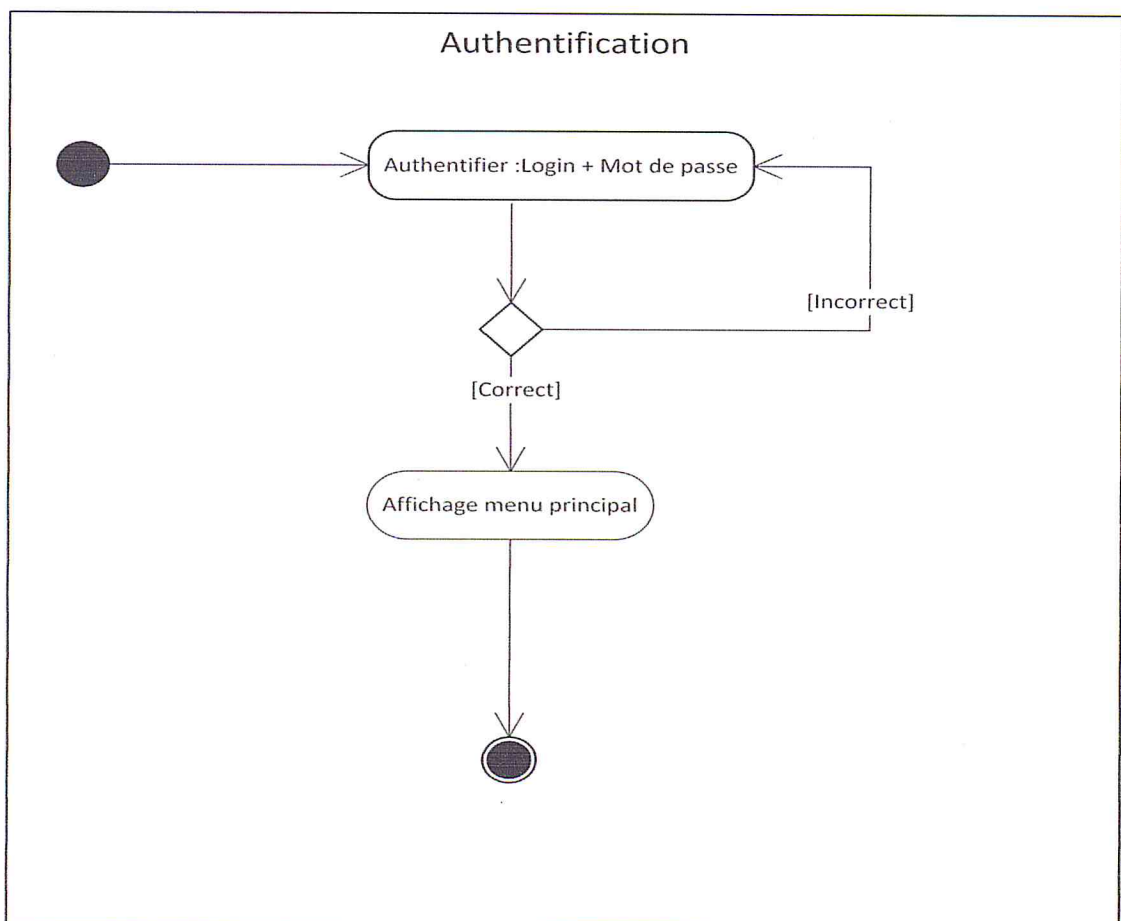 Authentification
Authentifier :Login + Mot de passe
[Incorrect]
[Correct]
Affichage menu principal